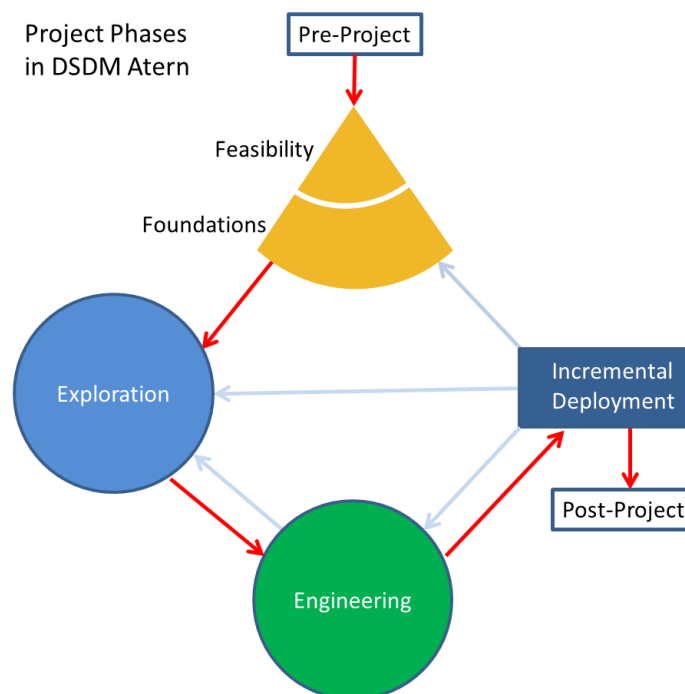 Project Phases
in DSDM Atern
Pre-Project
Feasibility
Foundations
Exploration
Incremental
Deployment
Post-Project
Engineering